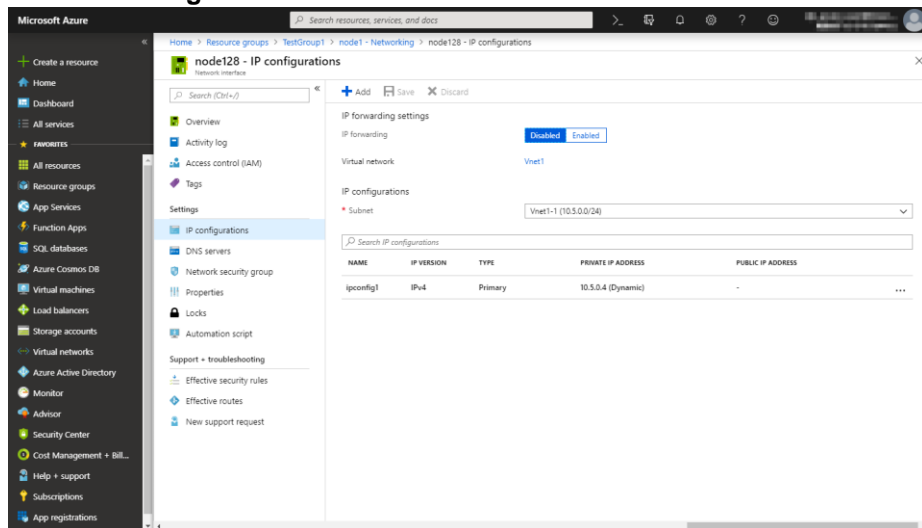 Microsoft Azure
Search resources, services, and docs
Home > Resource groups > TestGroup1 > node1 - Networking > node128 - IP configurations
node128 - IP configurations
Network interface
Create a resource
Home
Dashboard
All services
FAVORITES
All resources
Resource groups
App Services
Function Apps
SQL databases
Azure Cosmos DB
Virtual machines
Load balancers
Storage accounts
Virtual networks
Azure Active Directory
Monitor
Advisor
Security Center
Cost Management + Bill...
Help + support
Subscriptions
App registrations
Search (Ctrl+/)
Overview
Activity log
Access control (IAM)
Tags
Settings
IP configurations
DNS servers
Network security group
Properties
Locks
Automation script
Support + troubleshooting
Effective security rules
Effective routes
New support request
Add Save Discard
IP forwarding settings
IP forwarding Disabled Enabled
Virtual network Vnet1
IP configurations
* Subnet Vnet1-1 (10.5.0.0/24)
Search IP configurations
NAME IP VERSION TYPE PRIVATE IP ADDRESS PUBLIC IP ADDRESS
ipconfig1 IPv4 Primary 10.5.0.4 (Dynamic) - ...